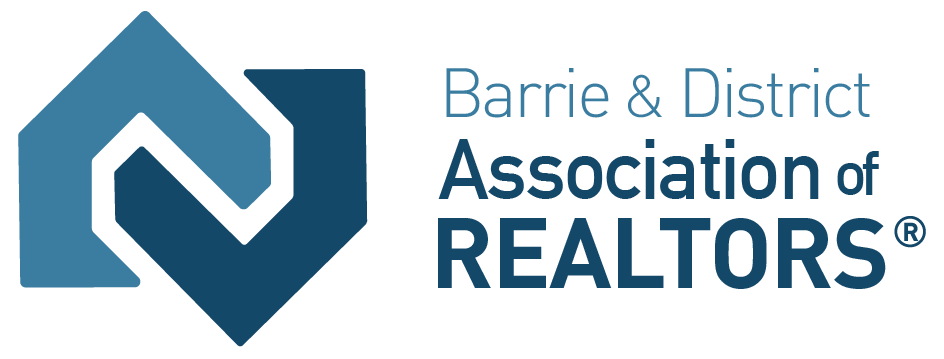 Barrie & District
Association of
REALTORS®